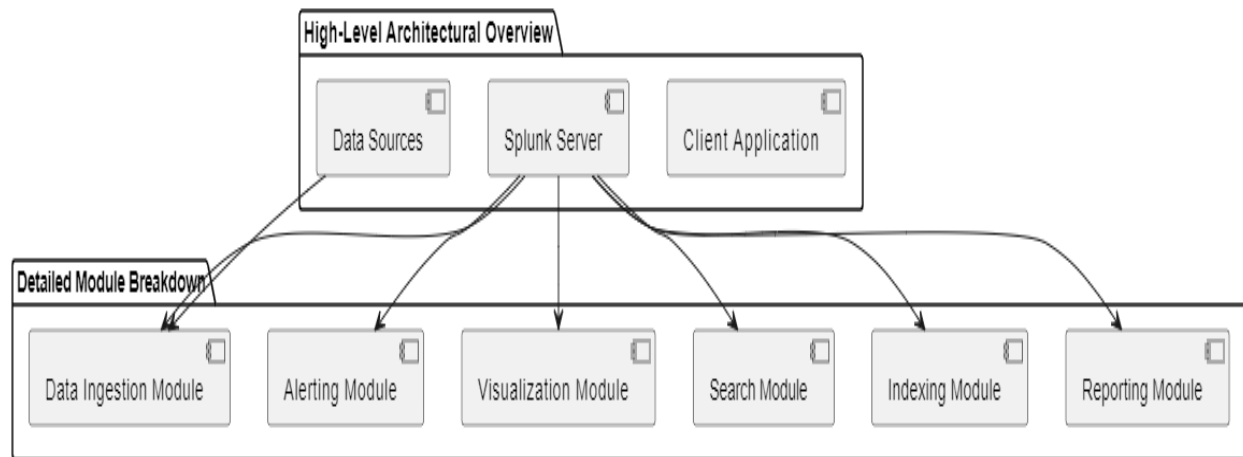 High-Level Architectural Overview
Data Sources
Splunk Server
Client Application
Detailed Module Breakdown
Data Ingestion Module
Alerting Module
Visualization Module
Search Module
Indexing Module
Reporting Module